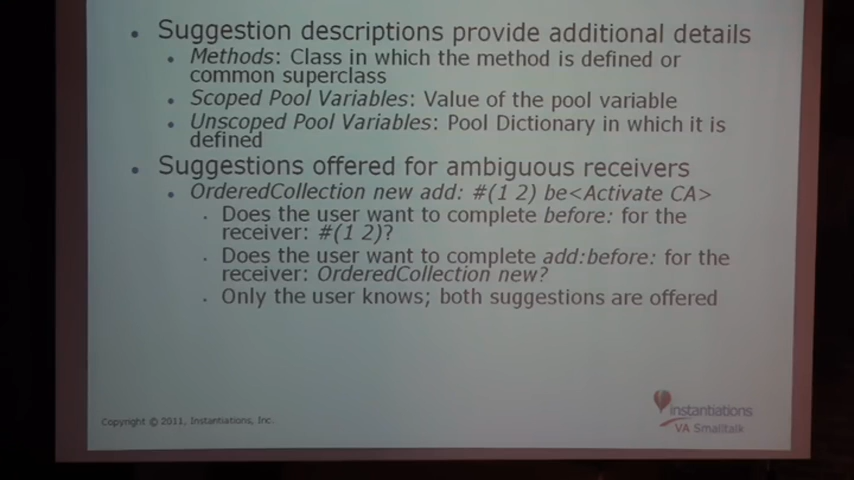 Suggestion descriptions provide additional details
Methods: Class in which the method is defined or
common superclass
Scoped Pool Variables: Value of the pool variable
Unscoped Pool Variables: Pool Dictionary in which it is
defined
Suggestions offered for ambiguous receivers
OrderedCollection new add: #(1 2) be<Activate CA>
Does the user want to complete before: for the
receiver: #(1 2)?
Does the user want to complete add:before: for the
receiver: OrderedCollection new?
Only the user knows; both suggestions are offered
Copyright © 2011, Instantiations, Inc.
instantiations
VA Smalltalk